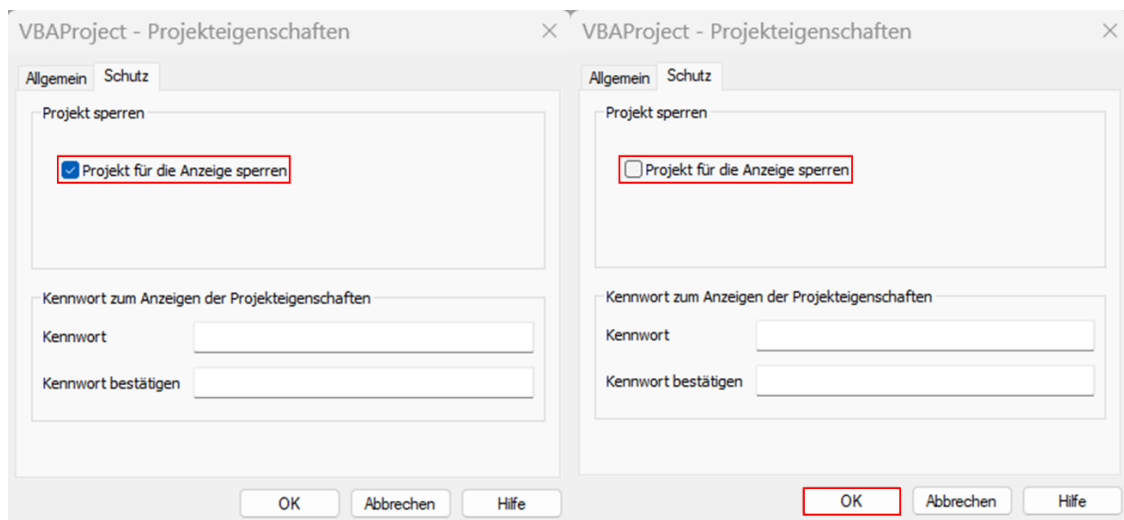 VBAProject - Projekteigenschaften
Allgemein Schutz
Projekt sperren
Projekt für die Anzeige sperren
Kennwort zum Anzeigen der Projekteigenschaften
Kennwort
Kennwort bestätigen
OK Abbrechen Hilfe
VBAProject - Projekteigenschaften
Allgemein Schutz
Projekt sperren
Projekt für die Anzeige sperren
Kennwort zum Anzeigen der Projekteigenschaften
Kennwort
Kennwort bestätigen
OK Abbrechen Hilfe